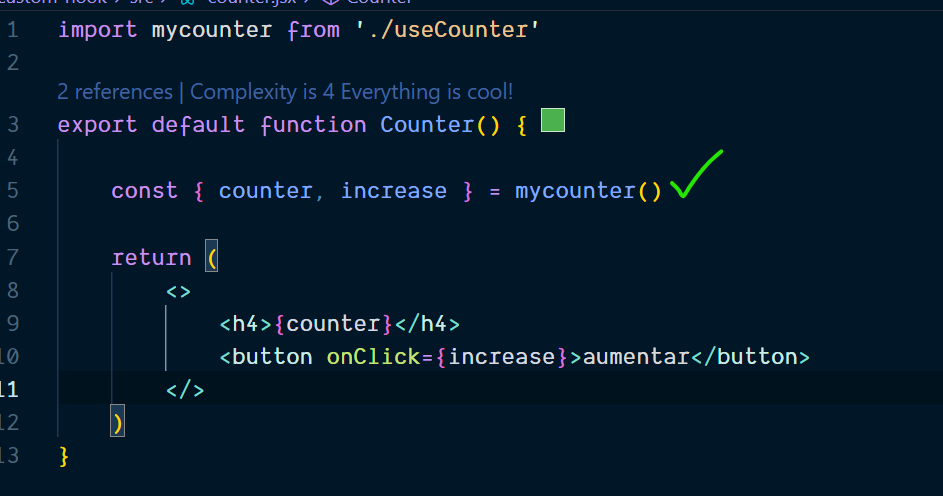 custom-hook > src > counter.jsx > Counter
1 import mycounter from './useCounter'
2
2 references | Complexity is 4 Everything is cool!
3 export default function Counter() {
4
5 const { counter, increase } = mycounter()
6
7 return (
8 <>
9 <h4>{counter}</h4>
10 <button onClick={increase}>aumentar</button>
11 </>
12 )
13 }